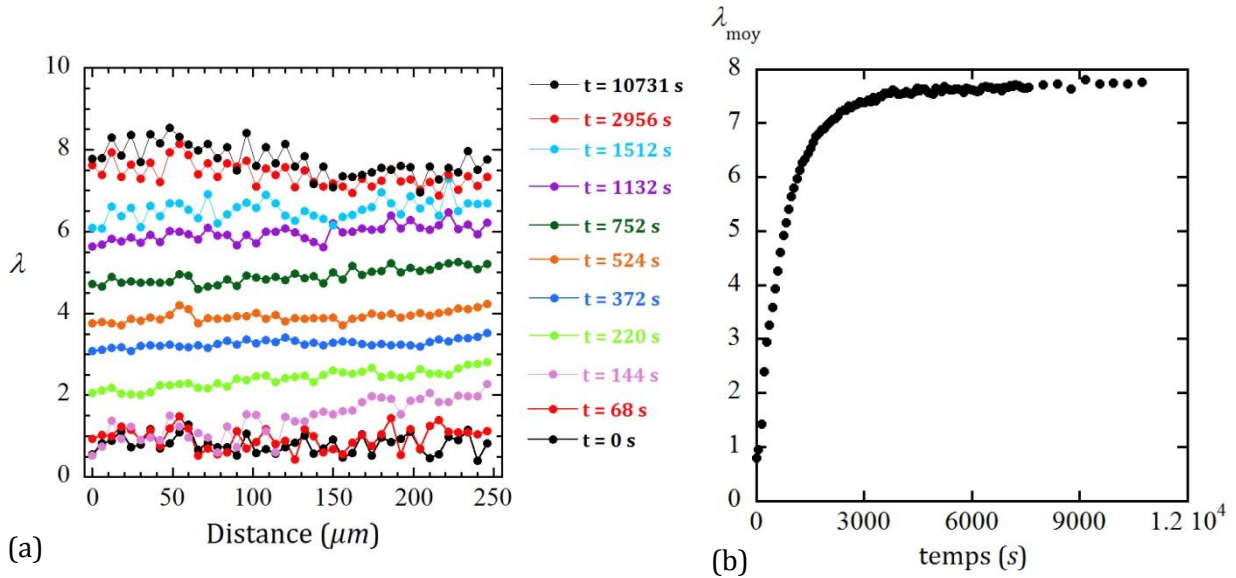 10
8
6
4
2
0
λ
0
50
100
150
200
250
Distance (μm)
(a)
t = 10731 s
t = 2956 s
t = 1512 s
t = 1132 s
t = 752 s
t = 524 s
t = 372 s
t = 220 s
t = 144 s
t = 68 s
t = 0 s
λmoy
8
7
6
5
4
3
2
1
0
0
3000
6000
9000
1.2 10⁴
temps (s)
(b)